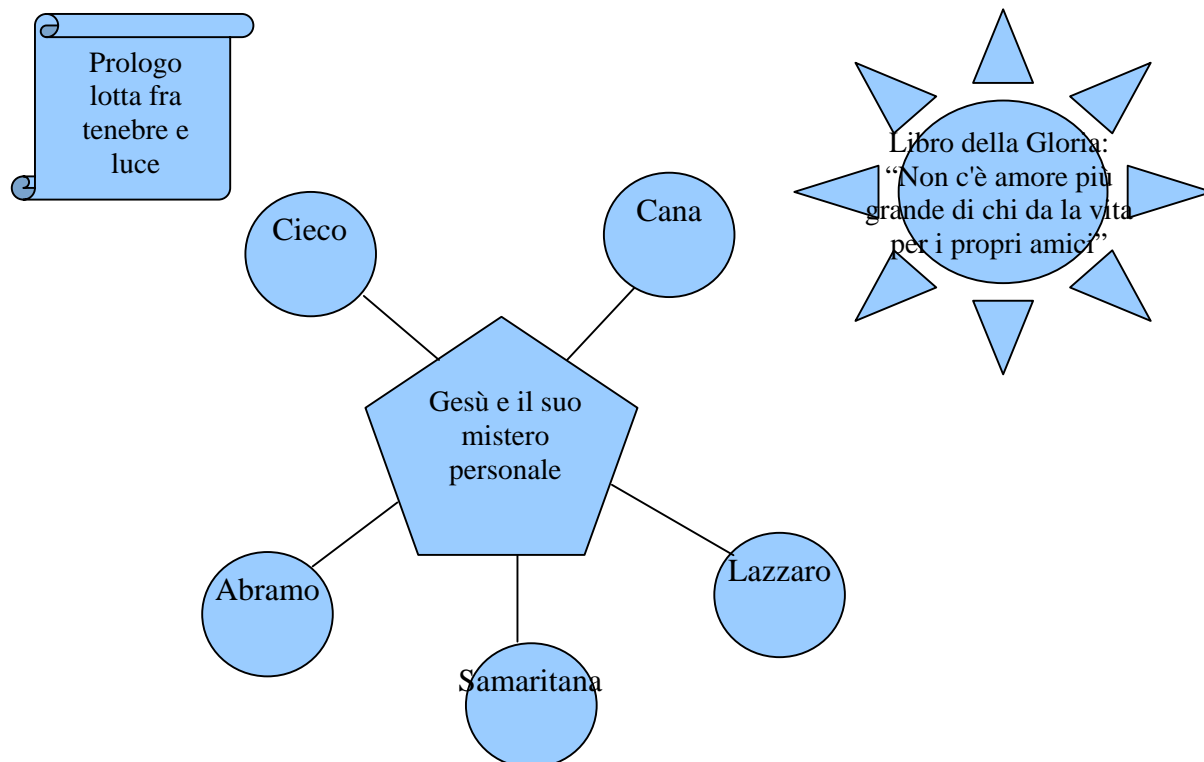 Prologo
lotta fra
tenebre e
luce
Libro della Gloria:
“Non c'è amore più
grande di chi da la vita
per i propri amici”
Cieco
Cana
Gesù e il suo
mistero
personale
Abramo
Lazzaro
Samaritana